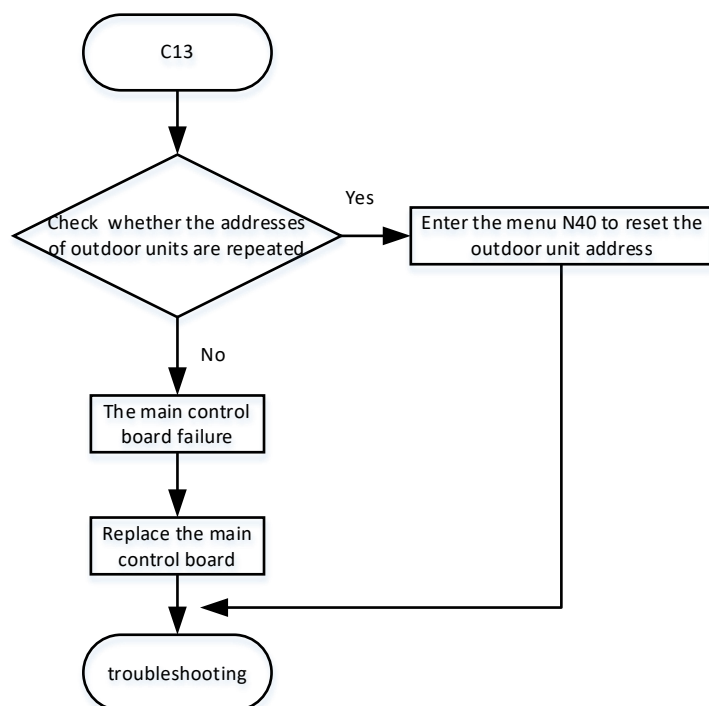 C13
Check whether the addresses
of outdoor units are repeated
Yes
Enter the menu N40 to reset the
outdoor unit address
No
The main control
board failure
Replace the main
control board
troubleshooting